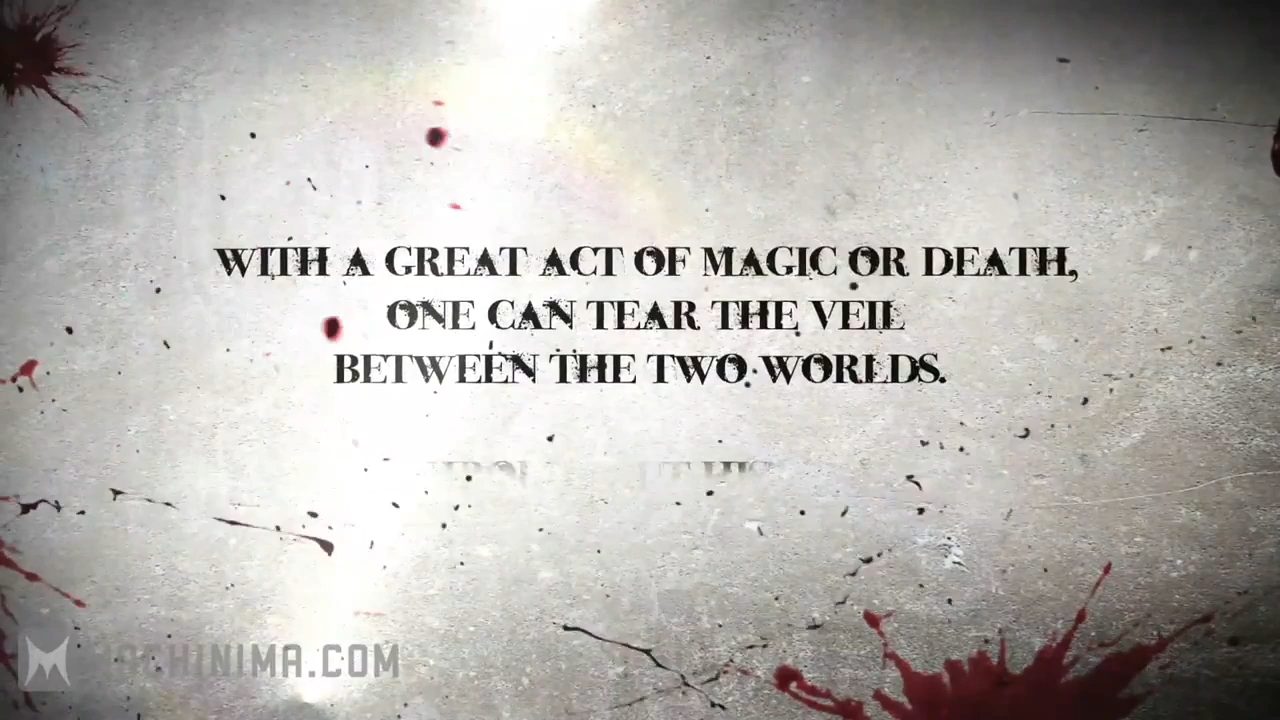 WITH A GREAT ACT OF MAGIC OR DEATH,
ONE CAN TEAR THE VEIL
BETWEEN THE TWO WORLDS.
MACHINIMA.COM